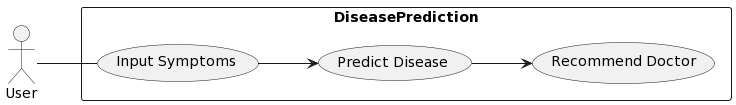 DiseasePrediction
Input Symptoms
Predict Disease
Recommend Doctor
User